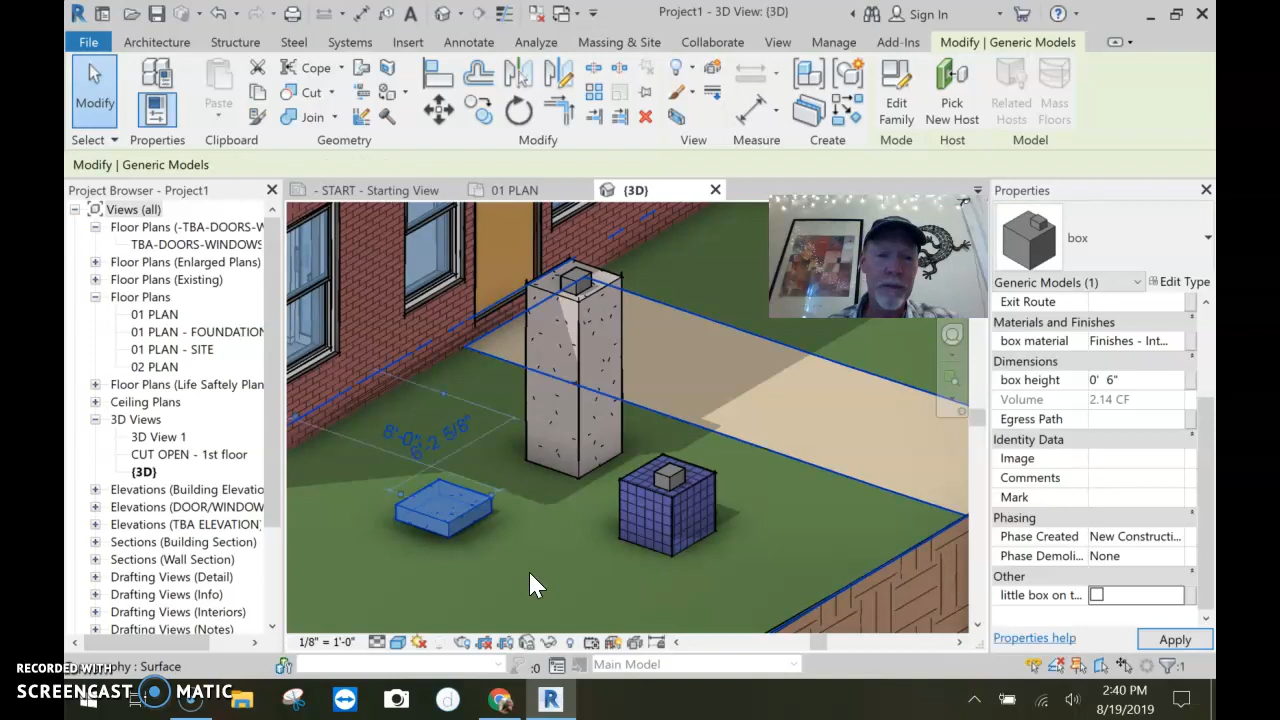 Project1 - 3D View: {3D}
Sign In
File Architecture Structure Steel Systems Insert Annotate Analyze Massing & Site Collaborate View Manage Add-Ins Modify | Generic Models
Modify
Select
Properties
Paste
Clipboard
Cope
Cut
Join
Geometry
Modify
View
Measure
Create
Edit Family
Mode
Pick New Host
Host
Related Hosts
Mass Floors
Model
Modify | Generic Models
Project Browser - Project1
- START - Starting View
01 PLAN
{3D}
Views (all)
Floor Plans (-TBA-DOORS-W
TBA-DOORS-WINDOWS
Floor Plans (Enlarged Plans)
Floor Plans (Existing)
Floor Plans
01 PLAN
01 PLAN - FOUNDATION
01 PLAN - SITE
02 PLAN
Floor Plans (Life Saftely Plan
Ceiling Plans
3D Views
3D View 1
CUT OPEN - 1st floor
{3D}
Elevations (Building Elevatio
Elevations (DOOR/WINDOW
Elevations (TBA ELEVATION)
Sections (Building Section)
Sections (Wall Section)
Drafting Views (Detail)
Drafting Views (Info)
Drafting Views (Interiors)
Drafting Views (Notes)
Properties
box
Generic Models (1)
Edit Type
Exit Route
Materials and Finishes
box material Finishes - Int...
Dimensions
box height 0' 6"
Volume 2.14 CF
Egress Path
Identity Data
Image
Comments
Mark
Phasing
Phase Created New Constructi...
Phase Demoli... None
Other
little box on t...
Properties help
Apply
1/8" = 1'-0"
: Surface
:0
Main Model
:1
RECORDED WITH
SCREENCAST MATIC
2:40 PM
8/19/2019